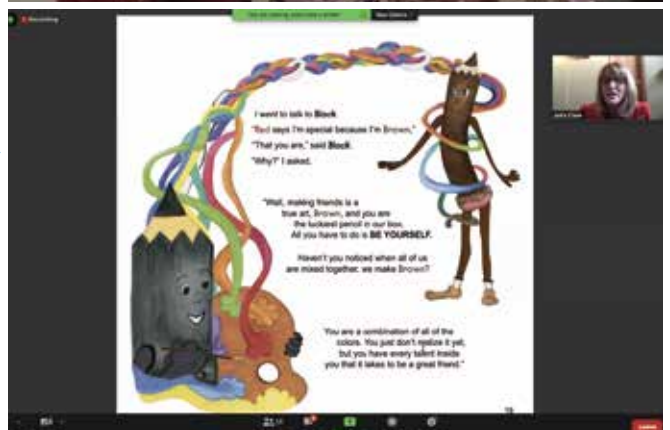 Recording
I went to talk to Black.
"Red says I'm special because I'm Brown."
"That you are," said Black.
"Why?" I asked.
"Well, making friends is a
true art, Brown, and you are
the luckiest pencil in our box.
All you have to do is BE YOURSELF.
Haven't you noticed when all of us
are mixed together, we make Brown?
"You are a combination of all of the
colors. You just don't realize it yet,
but you have every talent inside
you that it takes to be a great friend."